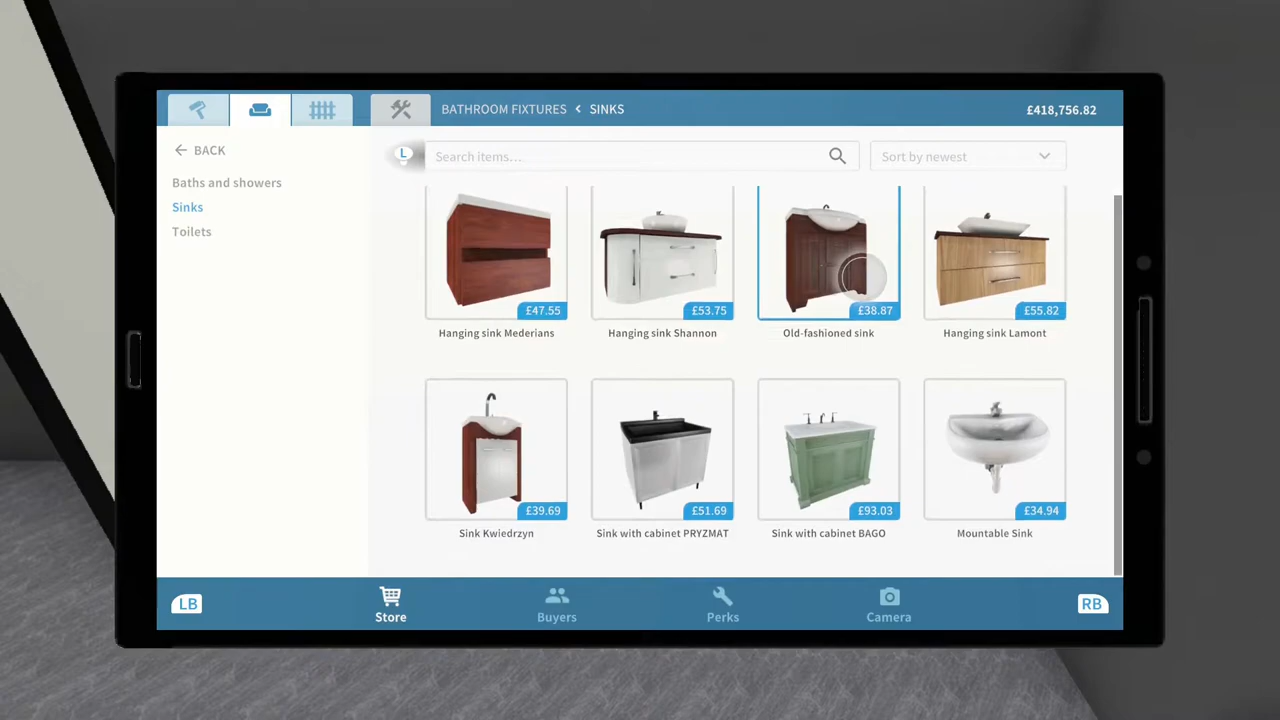 BATHROOM FIXTURES < SINKS
£418,756.82
BACK
L
Search items...
Sort by newest
Baths and showers
Sinks
Toilets
£47.55
£53.75
£38.87
£55.82
Hanging sink Mederians
Hanging sink Shannon
Old-fashioned sink
Hanging sink Lamont
£39.69
£51.69
£93.03
£34.94
Sink Kwiedrzyn
Sink with cabinet PRYZMAT
Sink with cabinet BAGO
Mountable Sink
LB
Store
Buyers
Perks
Camera
RB